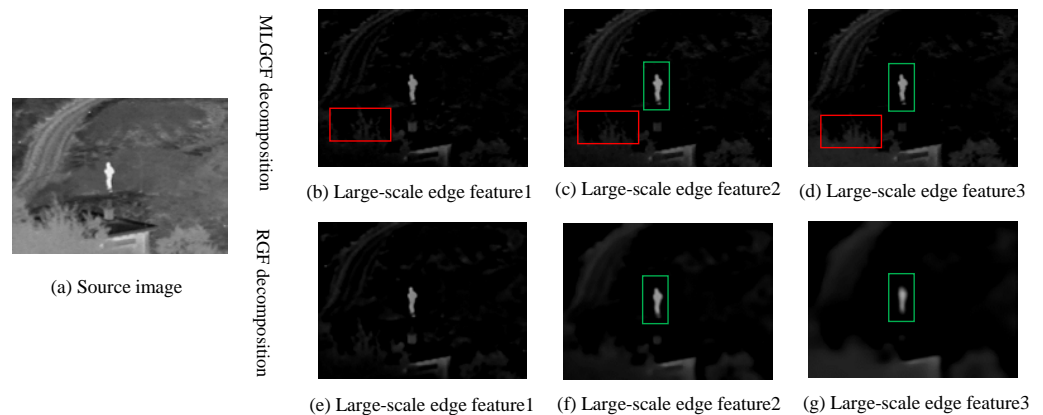 MLGCF decomposition
(b) Large-scale edge feature1
(c) Large-scale edge feature2
(d) Large-scale edge feature3
(a) Source image
RGF decomposition
(e) Large-scale edge feature1
(f) Large-scale edge feature2
(g) Large-scale edge feature3